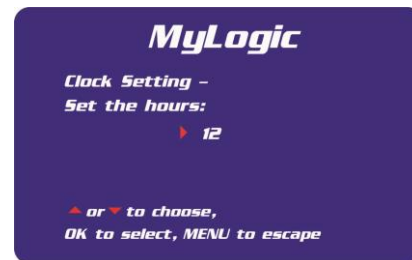 MyLogic
Clock Setting –
Set the hours:
12
or to choose,
OK to select, MENU to escape